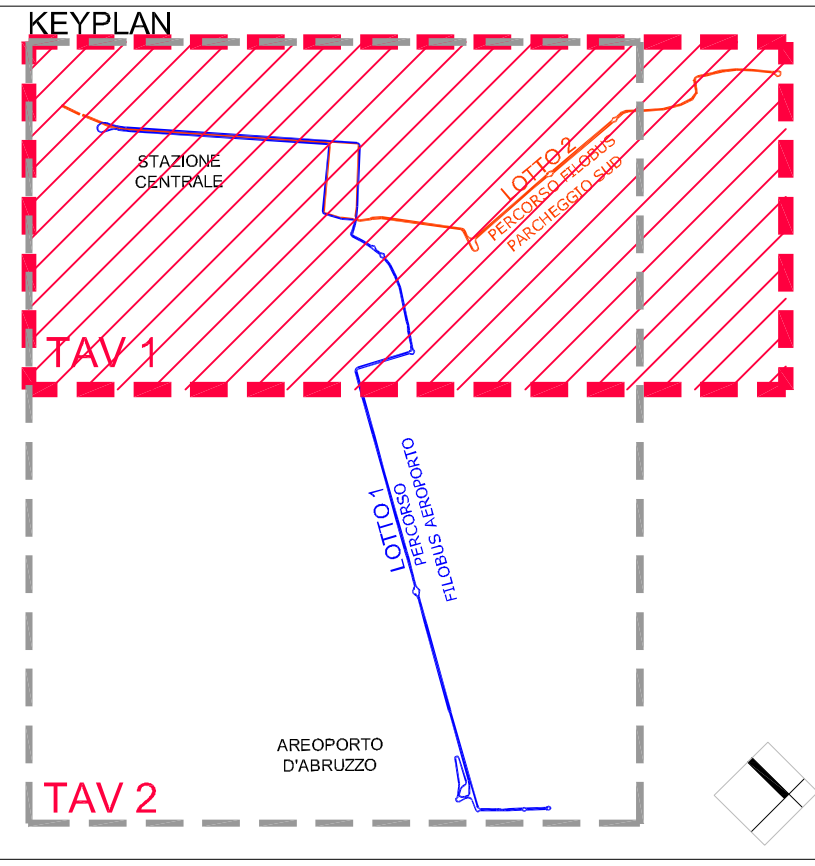 KEYPLAN
STAZIONE
CENTRALE
LOTTO 2
PERCORSO FILOBUS
PARCHEGGIO SUD
TAV 1
LOTTO 1
PERCORSO
FILOBUS AEROPORTO
AREOPORTO
D'ABRUZZO
TAV 2